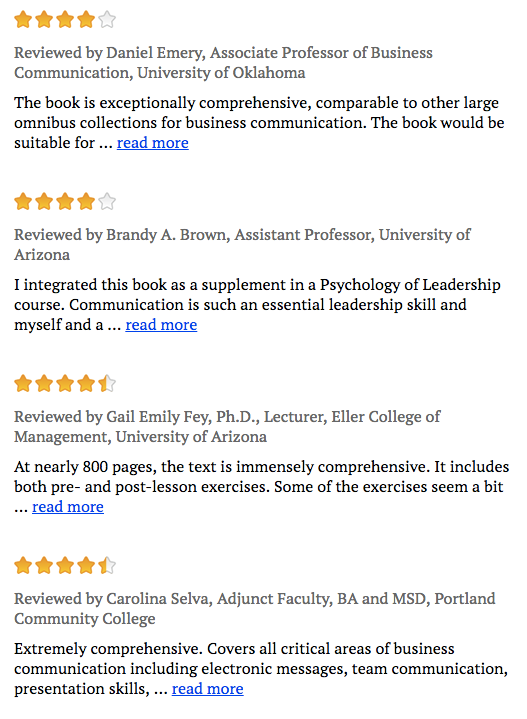 Reviewed by Daniel Emery, Associate Professor of Business
Communication, University of Oklahoma
The book is exceptionally comprehensive, comparable to other large
omnibus collections for business communication. The book would be
suitable for ... read more
Reviewed by Brandy A. Brown, Assistant Professor, University of
Arizona
I integrated this book as a supplement in a Psychology of Leadership
course. Communication is such an essential leadership skill and
myself and a ... read more
Reviewed by Gail Emily Fey, Ph.D., Lecturer, Eller College of
Management, University of Arizona
At nearly 800 pages, the text is immensely comprehensive. It includes
both pre- and post-lesson exercises. Some of the exercises seem a bit
... read more
Reviewed by Carolina Selva, Adjunct Faculty, BA and MSD, Portland
Community College
Extremely comprehensive. Covers all critical areas of business
communication including electronic messages, team communication,
presentation skills, ... read more